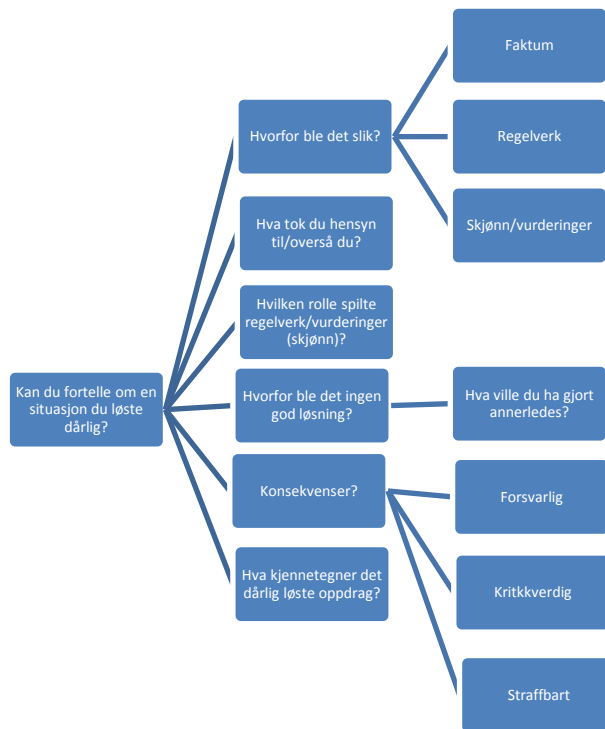 Faktum
Hvorfor ble det slik?
Regelverk
Skjønn/vurderinger
Hva tok du hensyn
til/overså du?
Hvilken rolle spilte
regelverk/vurderinger
(skjønn)?
Kan du fortelle om en
situasjon du løste
dårlig?
Hvorfor ble det ingen
god løsning?
Hva ville du ha gjort
annerledes?
Konsekvenser?
Forsvarlig
Kritkkverdig
Straffbart
Hva kjennetegner det
dårlig løste oppdrag?